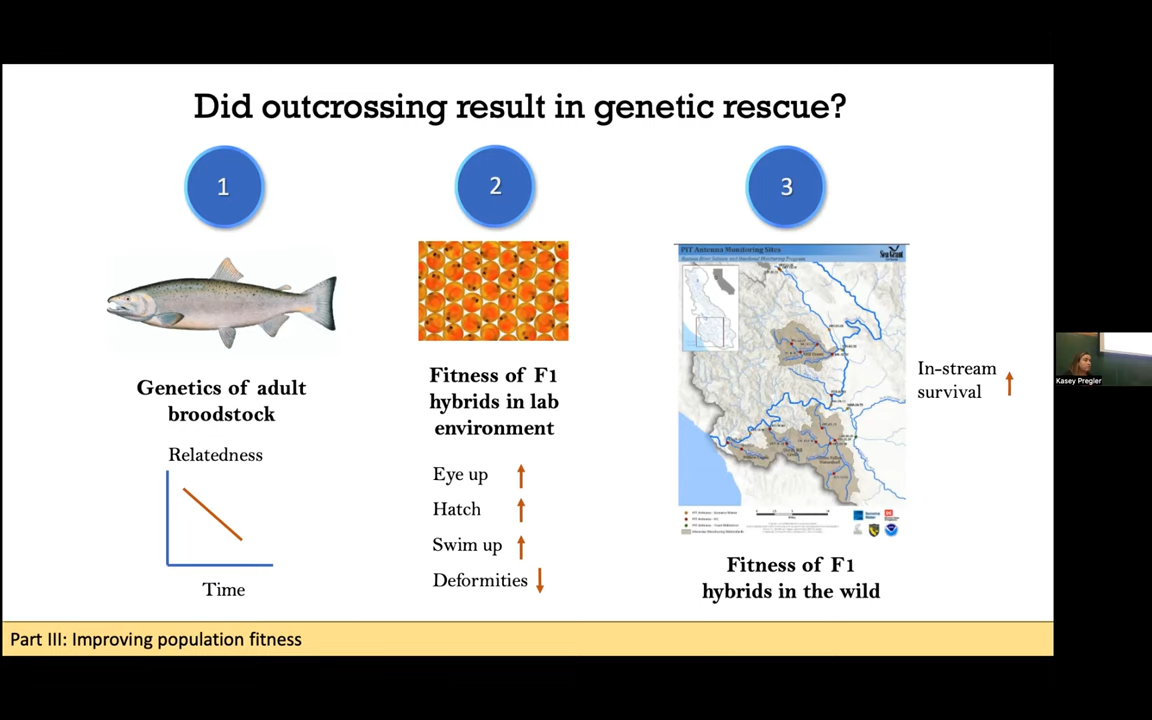 Did outcrossing result in genetic rescue?
1
2
3
Genetics of adult
broodstock
Relatedness
Time
Fitness of F1
hybrids in lab
environment
Eye up
Hatch
Swim up
Deformities
PIT Antenna Monitoring Sites
Sea Grant
In-stream
survival
Fitness of F1
hybrids in the wild
Part III: Improving population fitness
Kasey Pregler